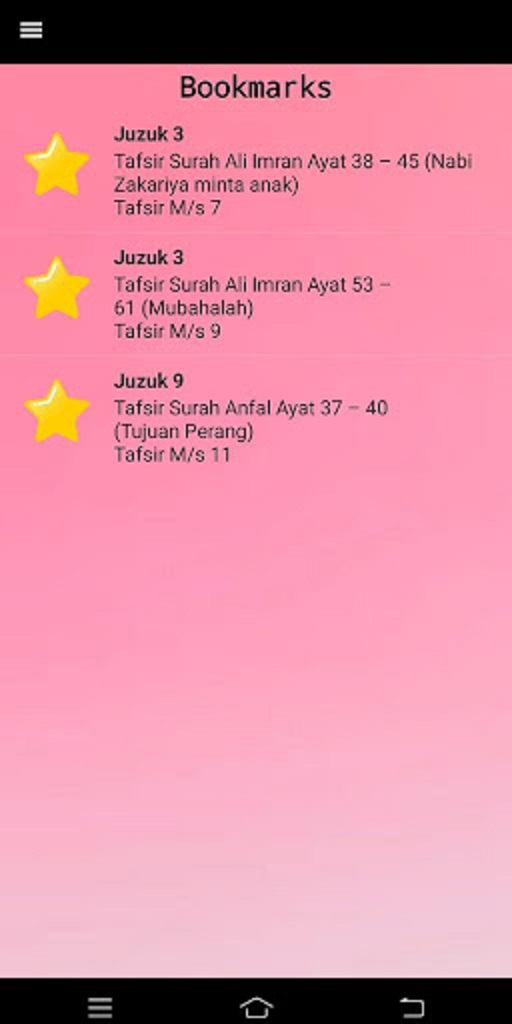 Bookmarks
Juzuk 3
Tafsir Surah Ali Imran Ayat 38 – 45 (Nabi
Zakariya minta anak)
Tafsir M/s 7
Juzuk 3
Tafsir Surah Ali Imran Ayat 53 –
61 (Mubahalah)
Tafsir M/s 9
Juzuk 9
Tafsir Surah Anfal Ayat 37 – 40
(Tujuan Perang)
Tafsir M/s 11